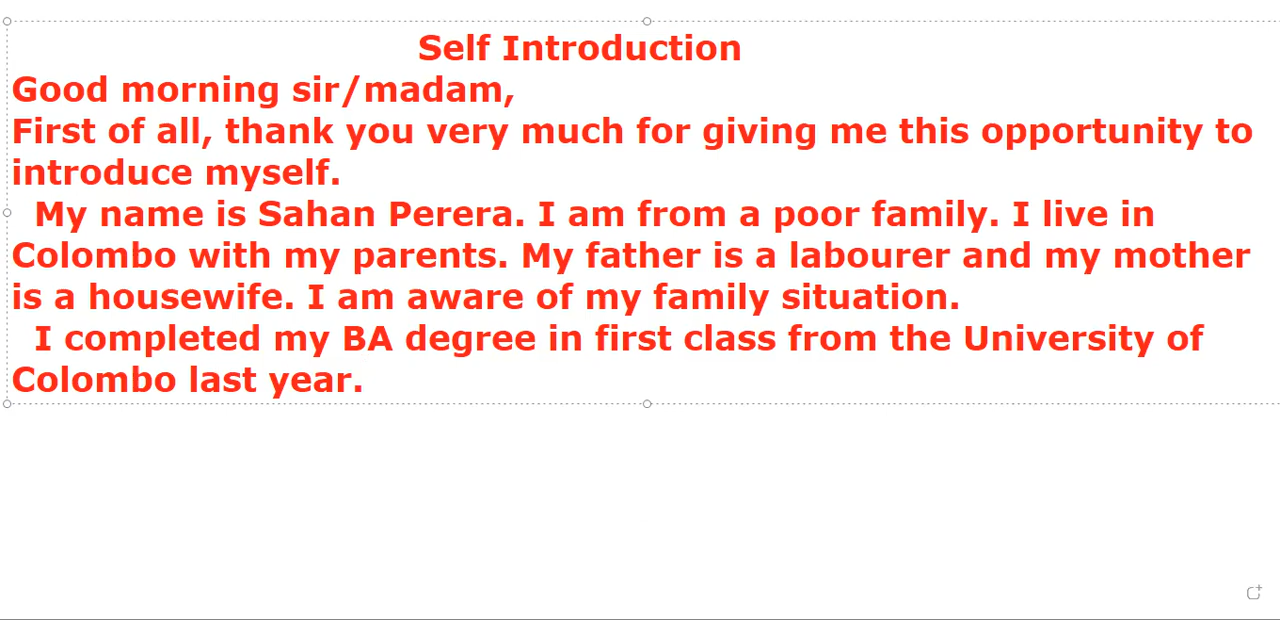 Self Introduction
Good morning sir/madam,
First of all, thank you very much for giving me this opportunity to
introduce myself.
My name is Sahan Perera. I am from a poor family. I live in
Colombo with my parents. My father is a labourer and my mother
is a housewife. I am aware of my family situation.
I completed my BA degree in first class from the University of
Colombo last year.